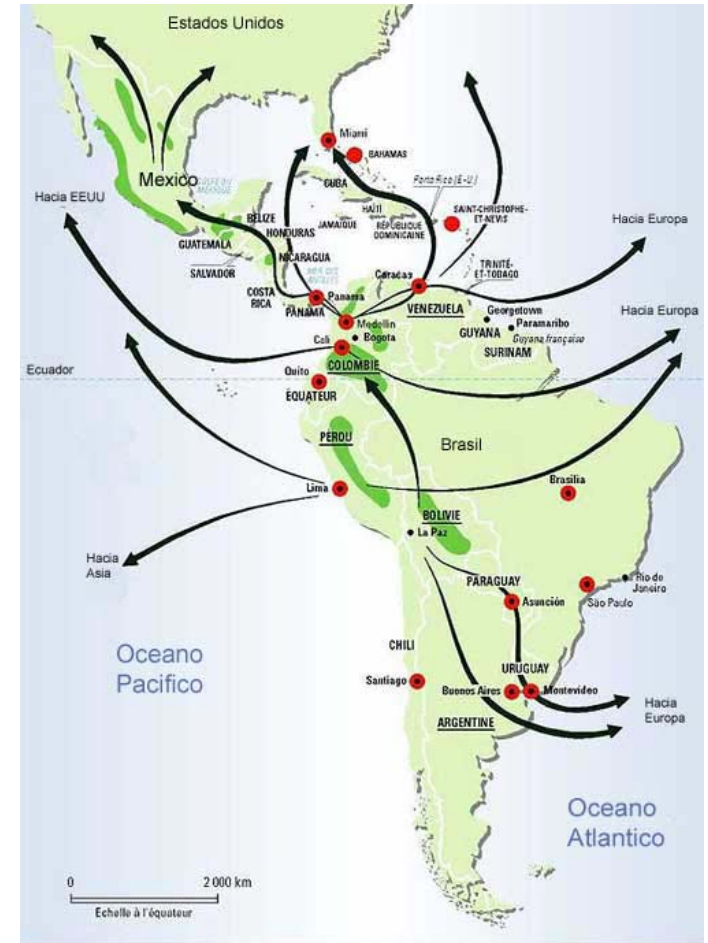 Estados Unidos
Miami
BAHAMAS
Mexico
GOLFE DU
MEXIQUE
CUBA
Porto Rico (E.-U.)
Hacia EEUU
BELIZE
HAÏTI
SAINT-CHRISTOPHE-
ET-NEVIS
JAMAÏQUE
RÉPUBLIQUE
DOMINICAINE
Hacia Europa
HONDURAS
GUATEMALA
NICARAGUA
SALVADOR
MER DES
ANTILLES
Caracas
TRINITÉ-
ET-TOBAGO
COSTA
RICA
Panama
PANAMA
VENEZUELA
Georgetown
Hacia Europa
Medellin
Paramaribo
GUYANA
Guyana française
Cali
Bogota
SURINAM
COLOMBIE
Ecuador
Quito
ÉQUATEUR
PÉROU
Brasil
Brasilia
Lima
BOLIVIE
La Paz
Hacia
Asia
PARAGUAY
Rio de
Janeiro
Asunción
São Paulo
CHILI
Oceano
Pacifico
URUGUAY
Santiago
Buenos Aires
Montevideo
Hacia
Europa
ARGENTINE
Oceano
Atlantico
0
2 000 km
Echelle à l'équateur